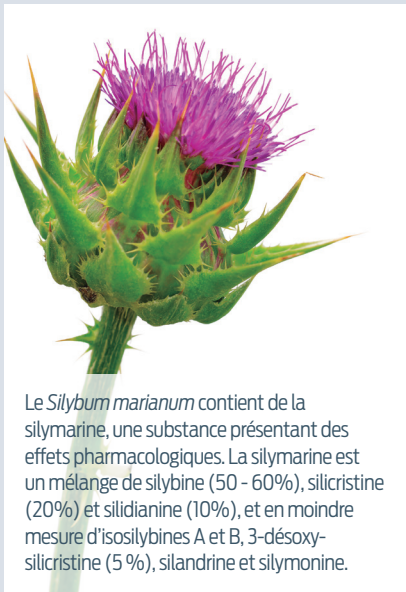 Le Silybum marianum contient de la
silymarine, une substance présentant des
effets pharmacologiques. La silymarine est
un mélange de silybine (50 - 60%), silicristine
(20%) et silidianine (10%), et en moindre
mesure d'isosilybines A et B, 3-désoxy-
silicristine (5 %), silandrine et silymonine.